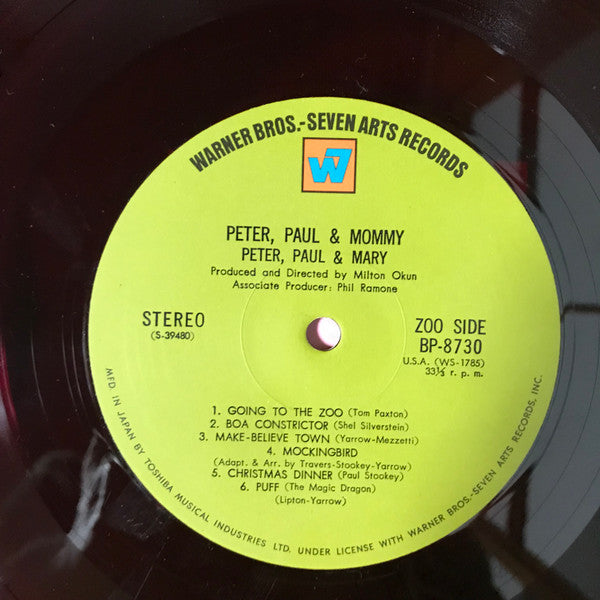 WARNER BROS.-SEVEN ARTS RECORDS
W7
PETER, PAUL & MOMMY
PETER, PAUL & MARY
Produced and Directed by Milton Okun
Associate Producer: Phil Ramone
STEREO
(S-39480)
ZOO SIDE
BP-8730
U.S.A. (WS-1785)
33⅓ r. p. m.
1. GOING TO THE ZOO (Tom Paxton)
2. BOA CONSTRICTOR (Shel Silverstein)
3. MAKE-BELIEVE TOWN (Yarrow-Mezzetti)
4. MOCKINGBIRD
(Adapt. & Arr. by Travers-Stookey-Yarrow)
5. CHRISTMAS DINNER (Paul Stookey)
6. PUFF (The Magic Dragon)
(Lipton-Yarrow)
MFD. IN JAPAN BY TOSHIBA MUSICAL INDUSTRIES LTD. UNDER LICENSE WITH WARNER BROS.-SEVEN ARTS RECORDS, INC.